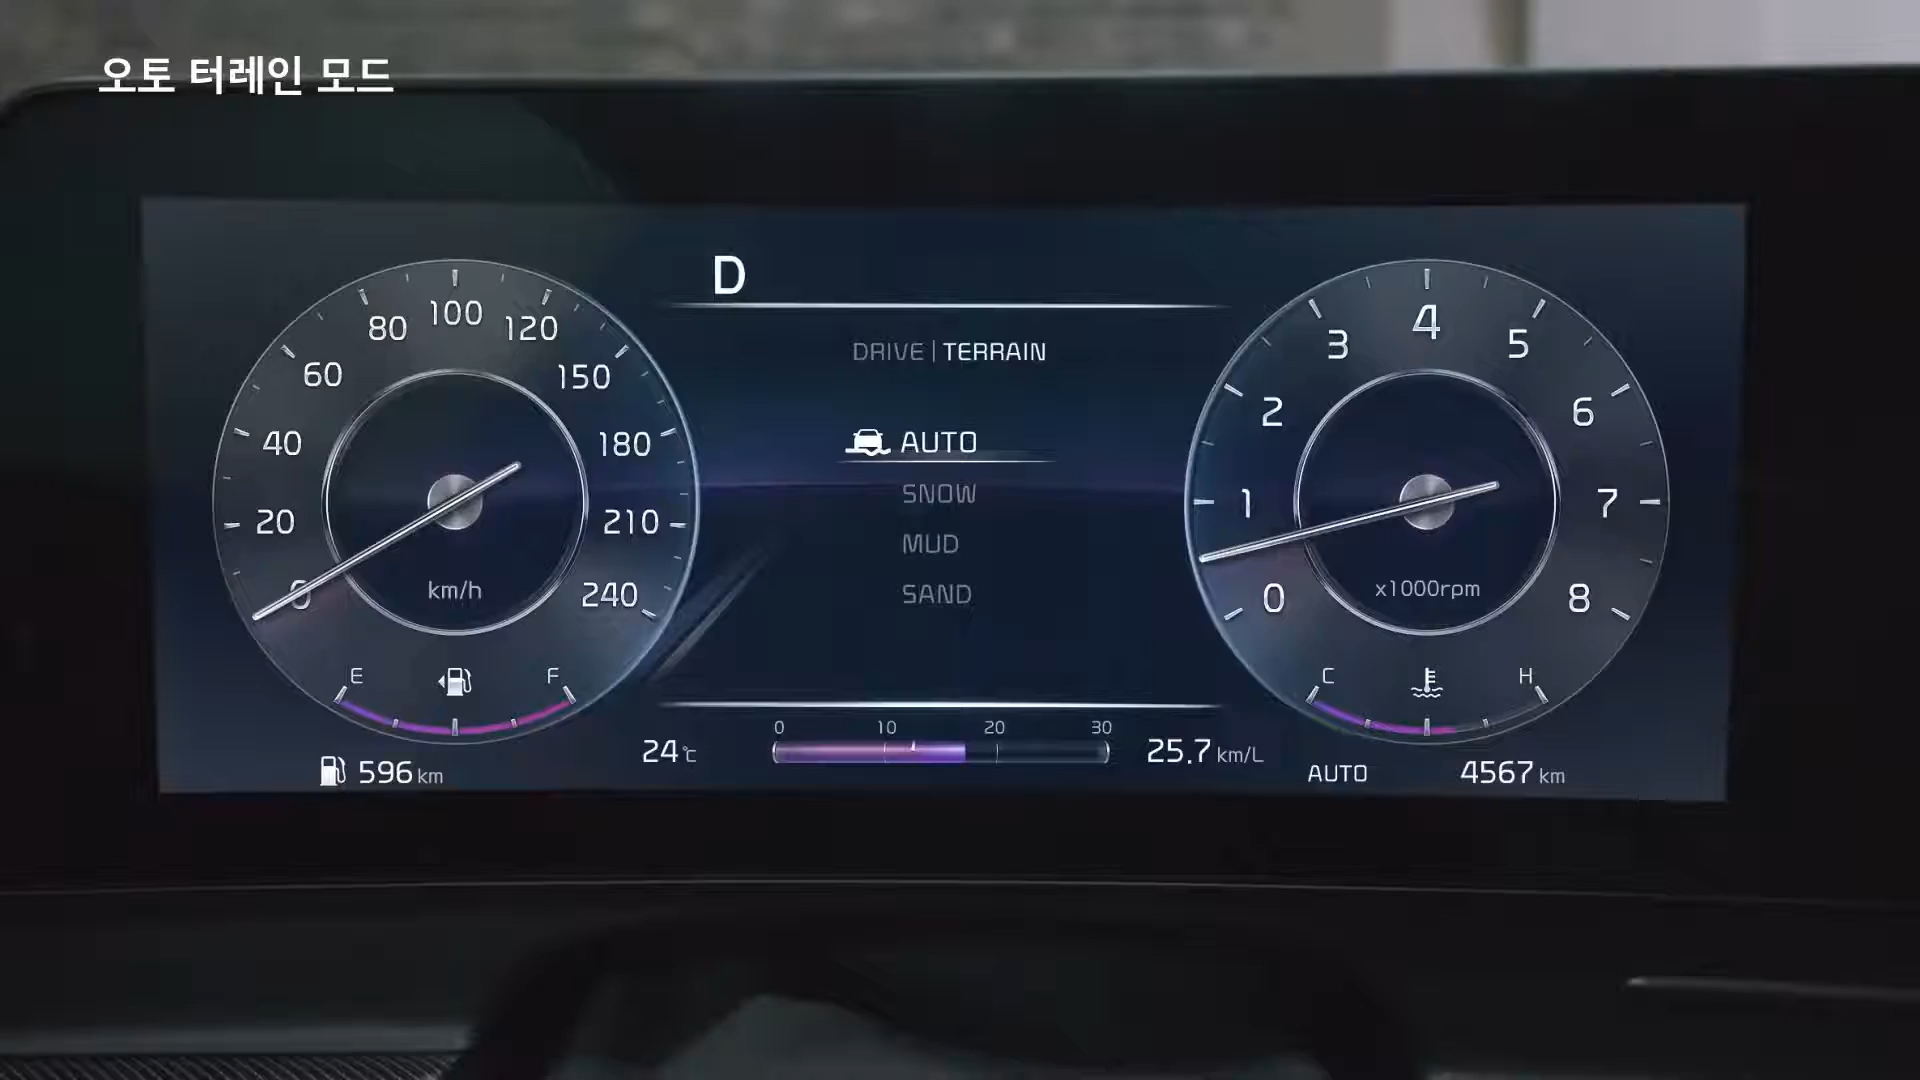 오토 터레인 모드
D
DRIVE | TERRAIN
AUTO
SNOW
MUD
SAND
0
20
40
60
80
100
120
150
180
210
240
km/h
E
F
596 km
0
1
2
3
4
5
6
7
8
x1000rpm
C
H
24 ℃
0 10 20 30
25.7 km/L
AUTO
4567 km